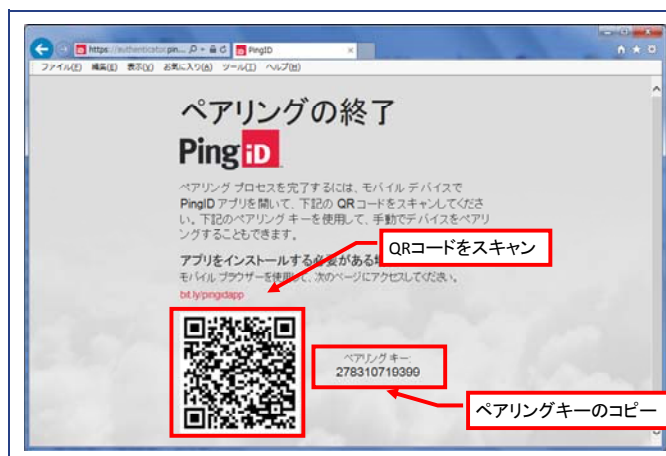 https://authenticator.pin...
PingID
ファイル(F) 編集(E) 表示(V) お気に入り(A) ツール(T) ヘルプ(H)
ペアリングの終了
Ping iD
ペアリング プロセスを完了するには、モバイル デバイスで
PingID アプリを開いて、下記の QR コードをスキャンしてくださ
い。下記のペアリング キーを使用して、手動でデバイスをペアリ
ングすることもできます。
QRコードをスキャン
アプリをインストールする必要がある
モバイル ブラウザーを使用して、次のページにアクセスしてください。
bit.ly/pingidapp
ペアリング キー:
278310719399
ペアリングキーのコピー